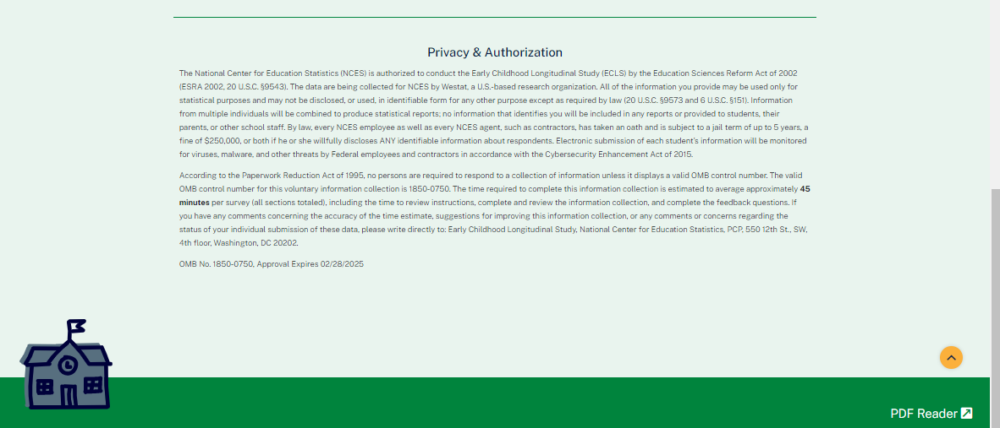 Privacy & Authorization
The National Center for Education Statistics (NCES) is authorized to conduct the Early Childhood Longitudinal Study (ECLS) by the Education Sciences Reform Act of 2002
(ESRA 2002, 20 U.S.C. §9543). The data are being collected for NCES by Westat, a U.S.-based research organization. All of the information you provide may be used only for
statistical purposes and may not be disclosed, or used, in identifiable form for any other purpose except as required by law (20 U.S.C. §9573 and 6 U.S.C. §151). Information
from multiple individuals will be combined to produce statistical reports; no information that identifies you will be included in any reports or provided to students, their
parents, or other school staff. By law, every NCES employee as well as every NCES agent, such as contractors, has taken an oath and is subject to a jail term of up to 5 years, a
fine of $250,000, or both if he or she willfully discloses ANY identifiable information about respondents. Electronic submission of each student's information will be monitored
for viruses, malware, and other threats by Federal employees and contractors in accordance with the Cybersecurity Enhancement Act of 2015.
According to the Paperwork Reduction Act of 1995, no persons are required to respond to a collection of information unless it displays a valid OMB control number. The valid
OMB control number for this voluntary information collection is 1850-0750. The time required to complete this information collection is estimated to average approximately 45
minutes per survey (all sections totaled), including the time to review instructions, complete and review the information collection, and complete the feedback questions. If
you have any comments concerning the accuracy of the time estimate, suggestions for improving this information collection, or any comments or concerns regarding the
status of your individual submission of these data, please write directly to: Early Childhood Longitudinal Study, National Center for Education Statistics, PCP, 550 12th St., SW,
4th floor, Washington, DC 20202.
OMB No. 1850-0750, Approval Expires 02/28/2025
PDF Reader